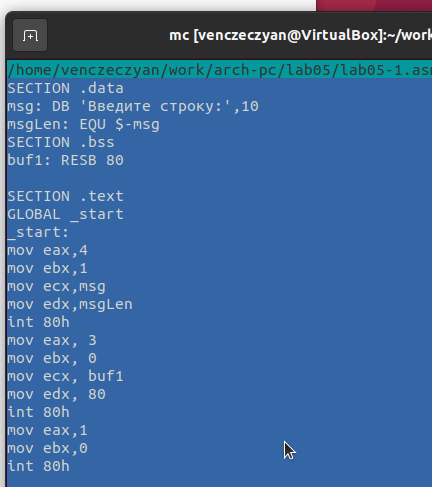 mc [venczeczyan@VirtualBox]:~/work
/home/venczeczyan/work/arch-pc/lab05/lab05-1.asm
SECTION .data
msg: DB 'Введите строку:',10
msgLen: EQU $-msg
SECTION .bss
buf1: RESB 80
SECTION .text
GLOBAL _start
_start:
mov eax,4
mov ebx,1
mov ecx,msg
mov edx,msgLen
int 80h
mov eax, 3
mov ebx, 0
mov ecx, buf1
mov edx, 80
int 80h
mov eax,1
mov ebx,0
int 80h